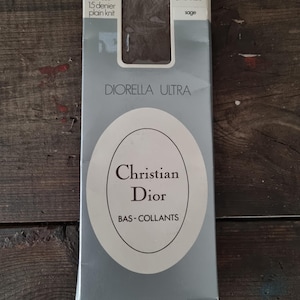 15 denier
plain knit
sage
DIORELLA ULTRA
Christian
Dior
BAS-COLLANTS